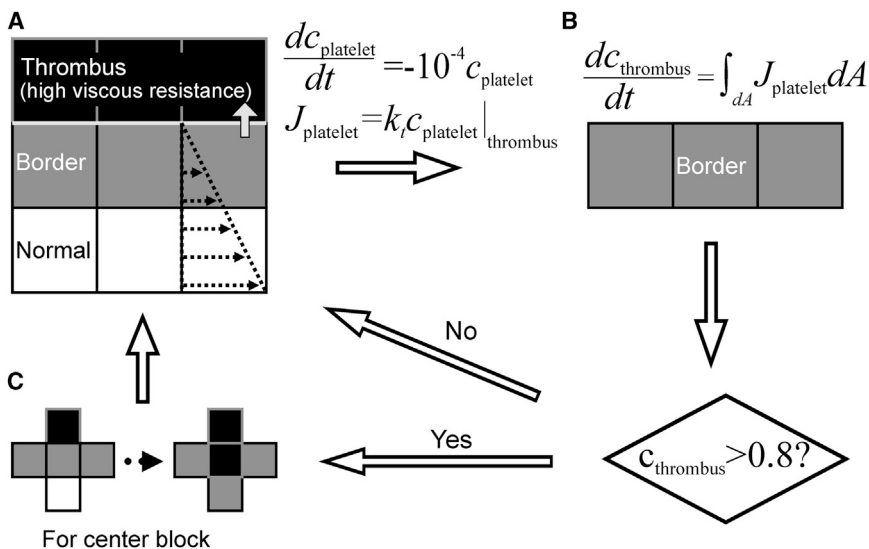 A
Thrombus
(high viscous resistance)
Border
Normal
dc_platelet/dt = -10^-4 c_platelet
J_platelet = k_t c_platelet |_thrombus
B
dc_thrombus/dt = ∫_dA J_platelet dA
Border
No
Yes
c_thrombus>0.8?
C
For center block